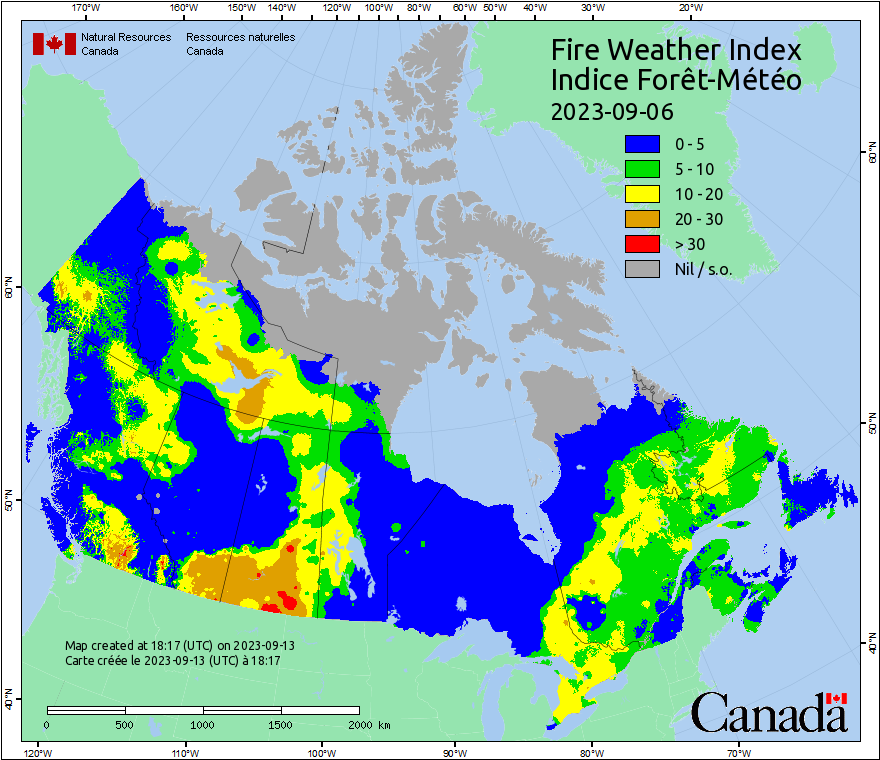 170°W 160°W 150°W 140°W 120°W 100°W 80°W 60°W 50°W 40°W 30°W 20°W
Natural Resources Canada
Ressources naturelles Canada
Fire Weather Index
Indice Forêt-Météo
2023-09-06
0 - 5
5 - 10
10 - 20
20 - 30
> 30
Nil / s.o.
60°N
50°N
40°N
60°N
50°N
40°N
Map created at 18:17 (UTC) on 2023-09-13
Carte créée le 2023-09-13 (UTC) à 18:17
0 500 1000 1500 2000 km
Canada
120°W 110°W 100°W 90°W 80°W 70°W